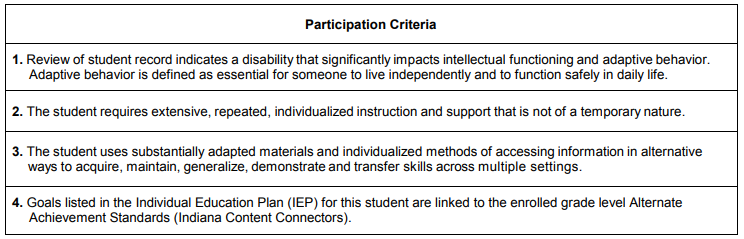 Participation Criteria
1. Review of student record indicates a disability that significantly impacts intellectual functioning and adaptive behavior.
Adaptive behavior is defined as essential for someone to live independently and to function safely in daily life.
2. The student requires extensive, repeated, individualized instruction and support that is not of a temporary nature.
3. The student uses substantially adapted materials and individualized methods of accessing information in alternative
ways to acquire, maintain, generalize, demonstrate and transfer skills across multiple settings.
4. Goals listed in the Individual Education Plan (IEP) for this student are linked to the enrolled grade level Alternate
Achievement Standards (Indiana Content Connectors).